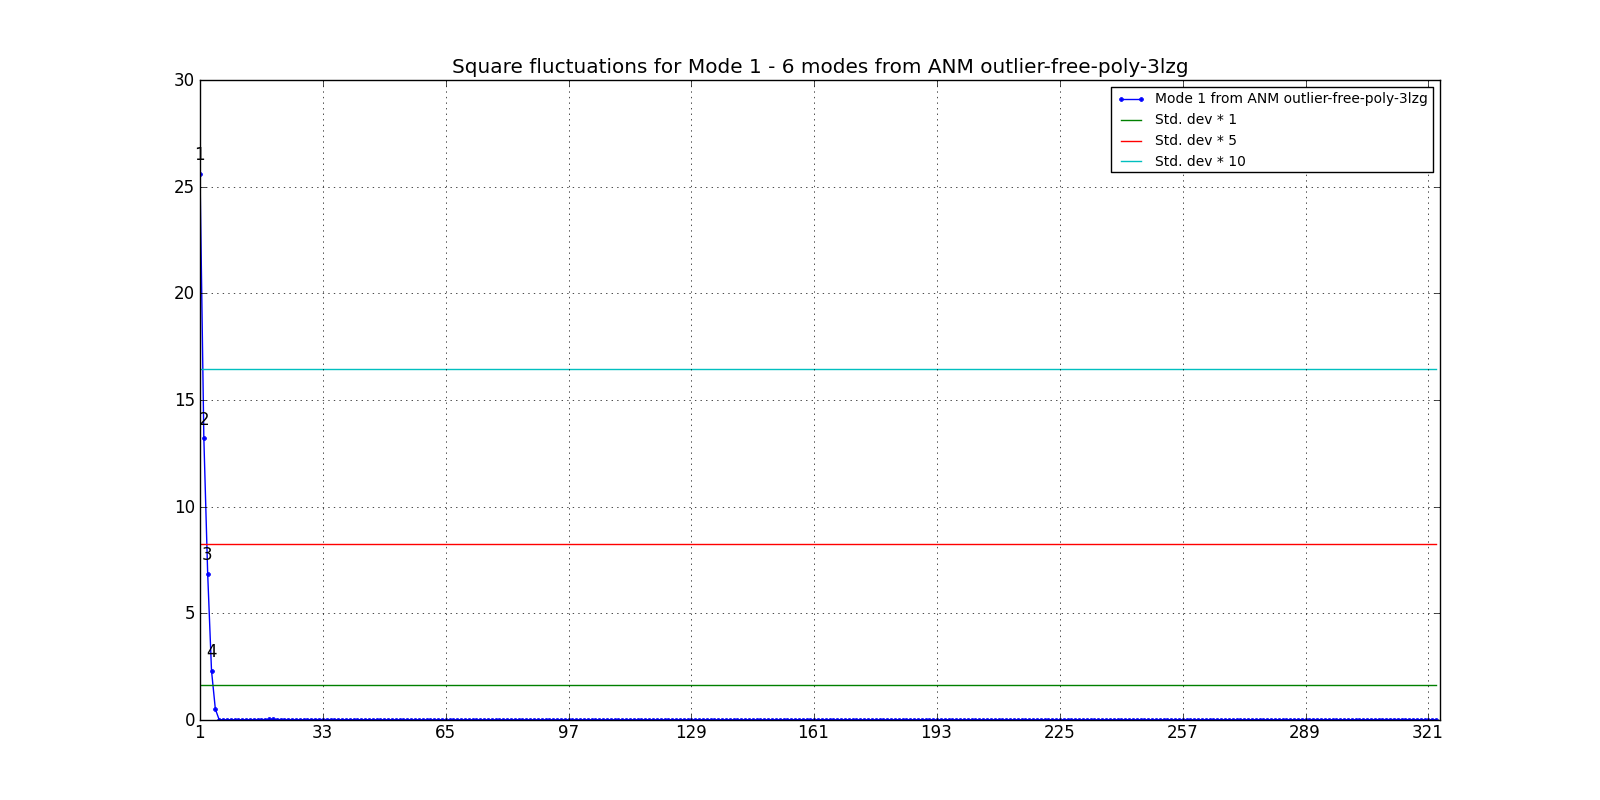 Square fluctuations for Mode 1 - 6 modes from ANM outlier-free-poly-3lzg
30
Mode 1 from ANM outlier-free-poly-3lzg
Std. dev * 1
Std. dev * 5
Std. dev * 10
1
25
20
15
2
10
3
5
4
0
1 33 65 97 129 161 193 225 257 289 321